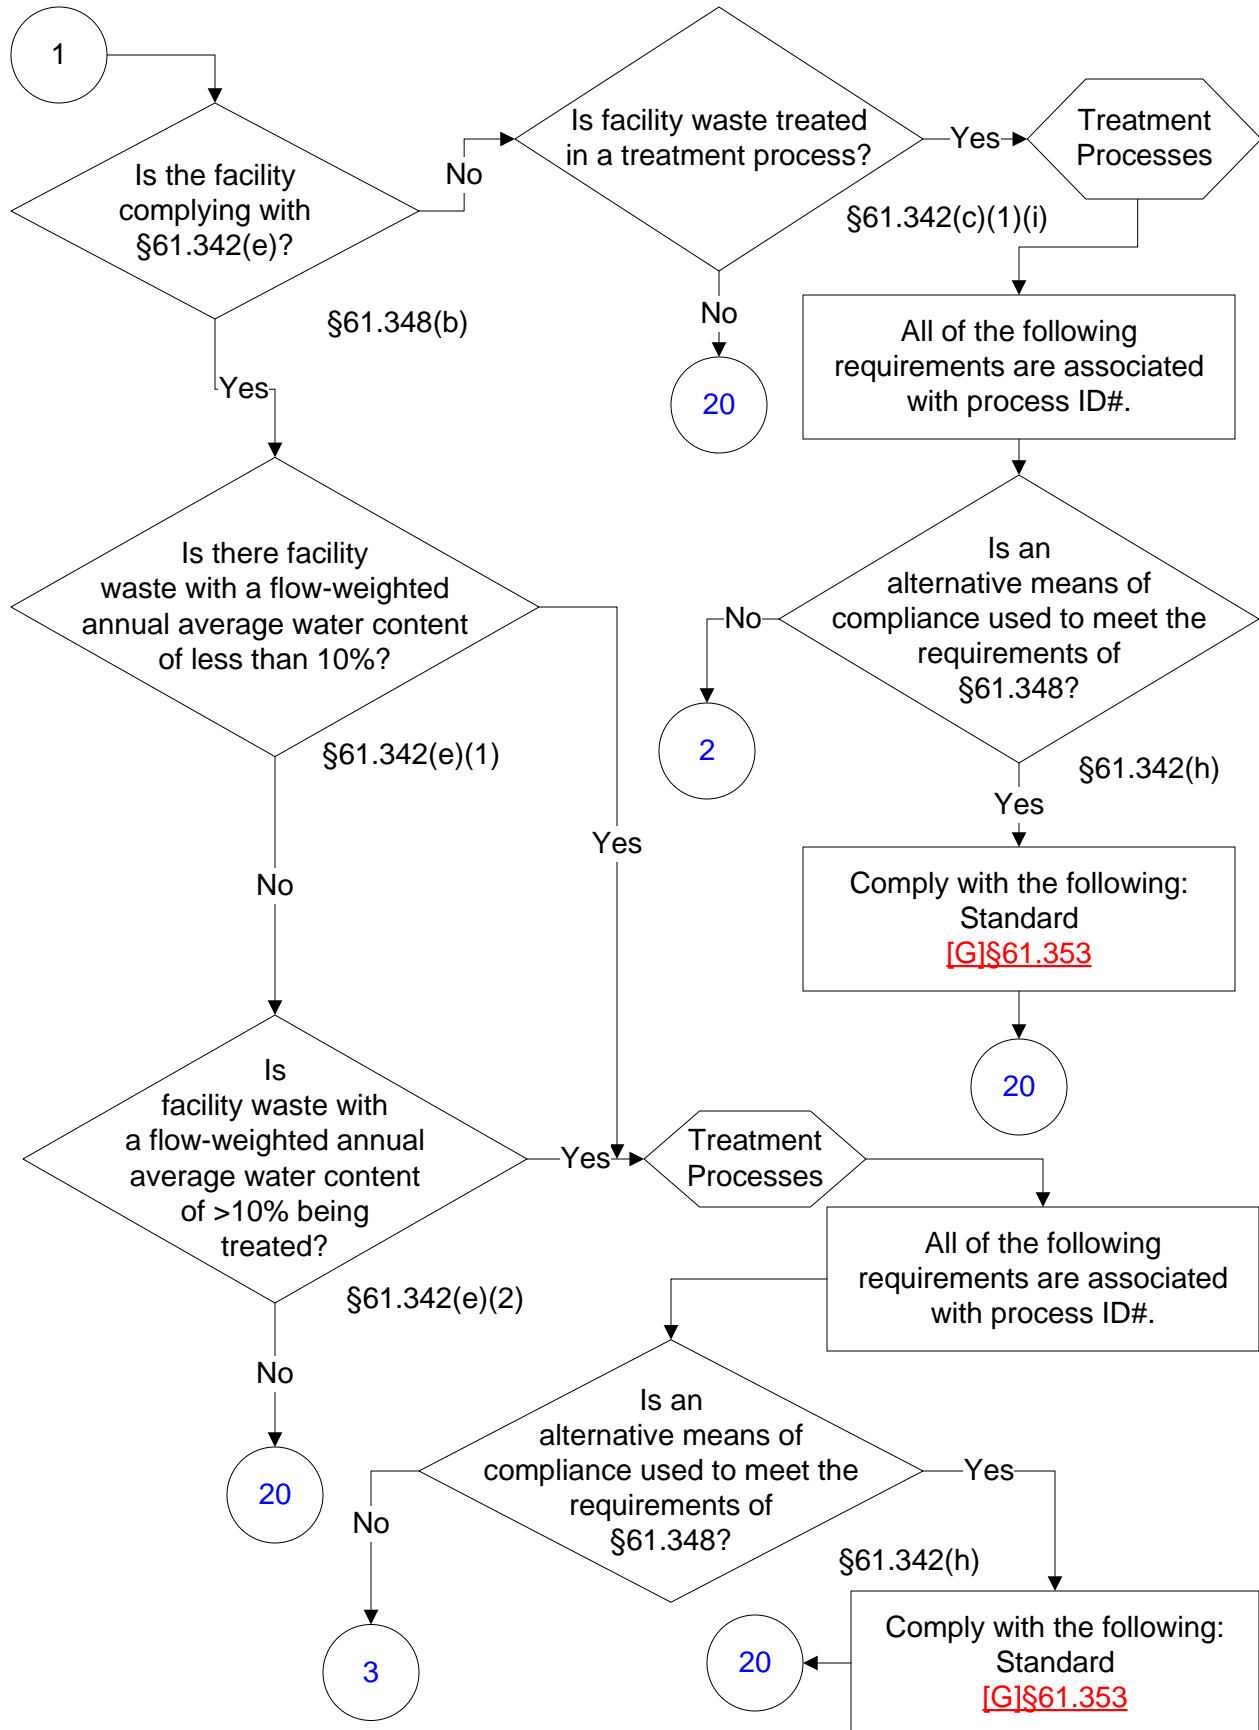 1
Is the facility
complying with
§61.342(e)?
§61.348(b)
No
Is facility waste treated
in a treatment process?
§61.342(c)(1)(i)
Yes
Treatment
Processes
No
20
All of the following
requirements are associated
with process ID#.
Is an
alternative means of
compliance used to meet the
requirements of
§61.348?
§61.342(h)
No
2
Yes
Comply with the following:
Standard
[G]§61.353
20
Yes
Is there facility
waste with a flow-weighted
annual average water content
of less than 10%?
§61.342(e)(1)
Yes
No
Is
facility waste with
a flow-weighted annual
average water content
of >10% being
treated?
§61.342(e)(2)
No
20
Yes
Treatment
Processes
All of the following
requirements are associated
with process ID#.
Is an
alternative means of
compliance used to meet the
requirements of
§61.348?
§61.342(h)
No
3
Yes
Comply with the following:
Standard
[G]§61.353
20